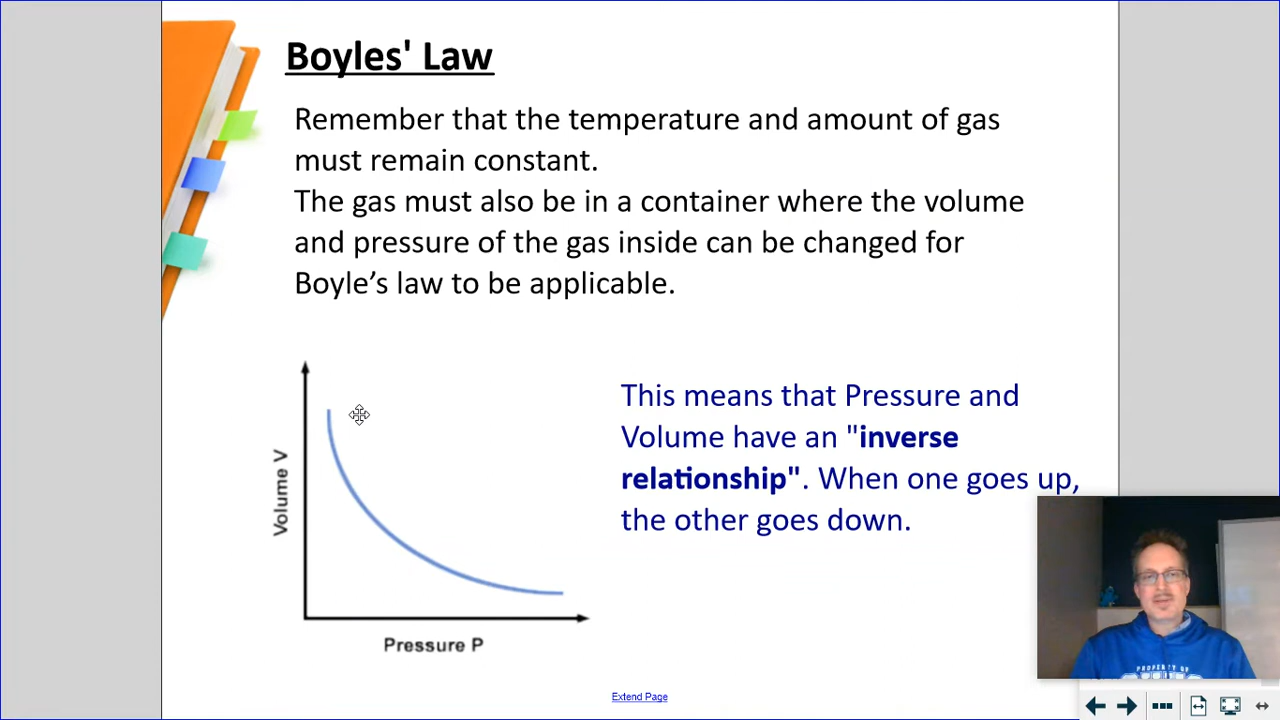 Boyles' Law
Remember that the temperature and amount of gas
must remain constant.
The gas must also be in a container where the volume
and pressure of the gas inside can be changed for
Boyle’s law to be applicable.
This means that Pressure and
Volume have an "inverse
relationship". When one goes up,
the other goes down.
Volume V
Pressure P
PROPERTY OF
Extend Page